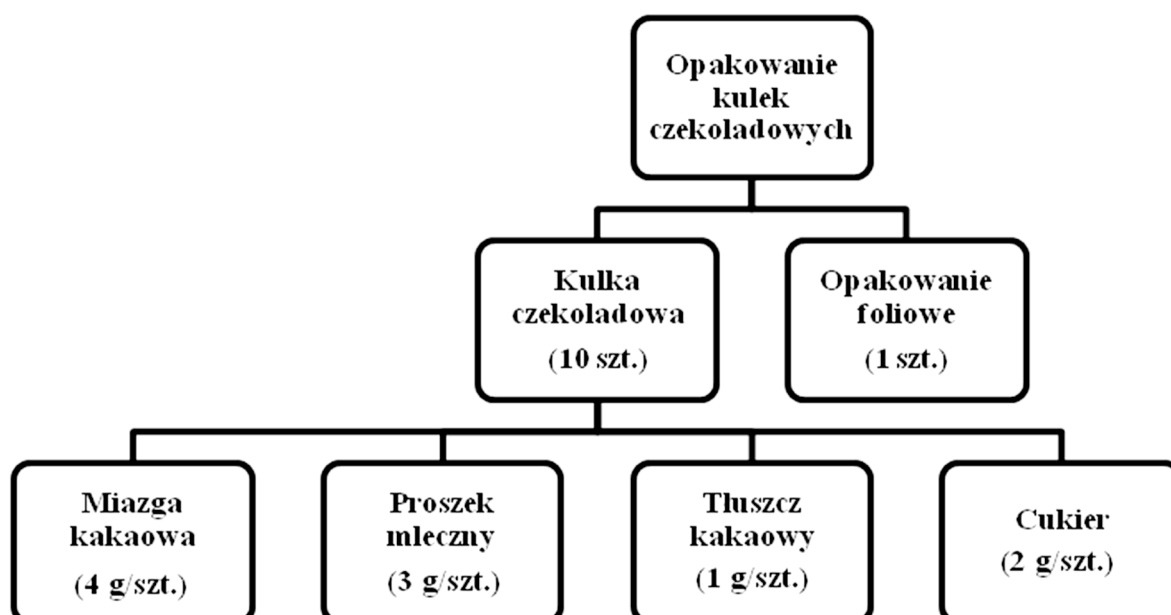 Opakowanie
kulek
czekoladowych
Kulka
czekoladowa
(10 szt.)
Opakowanie
foliowe
(1 szt.)
Miazga
kakaowa
(4 g/szt.)
Proszek
mleczny
(3 g/szt.)
Tłuszcz
kakaowy
(1 g/szt.)
Cukier
(2 g/szt.)